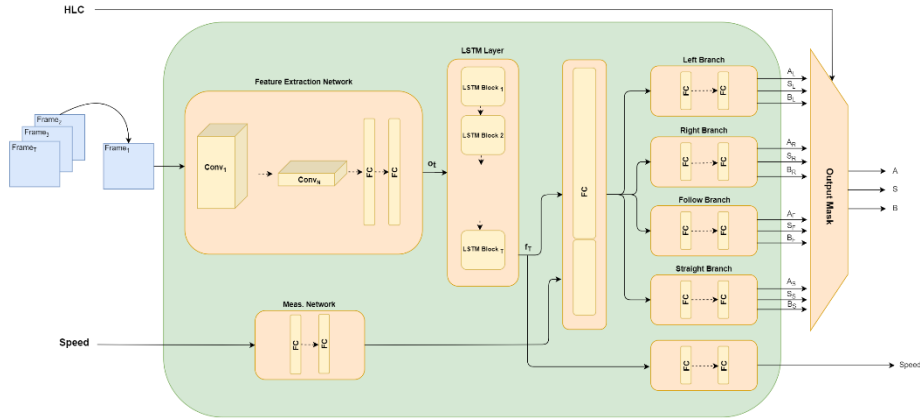 HLC
LSTM Layer
Left Branch
Feature Extraction Network
Frame2
Frame3
FrameT
Frame1
Conv1
ConvN
FC
FC
ot
LSTM Block 1
LSTM Block 2
LSTM Block T
rT
FC
FC
FC
AL
SL
BL
Right Branch
FC
FC
AR
SR
BR
Follow Branch
FC
FC
AF
SF
BF
Straight Branch
FC
FC
AS
SS
BS
Output Mask
A
S
B
Meas. Network
Speed
FC
FC
FC
FC
Speed